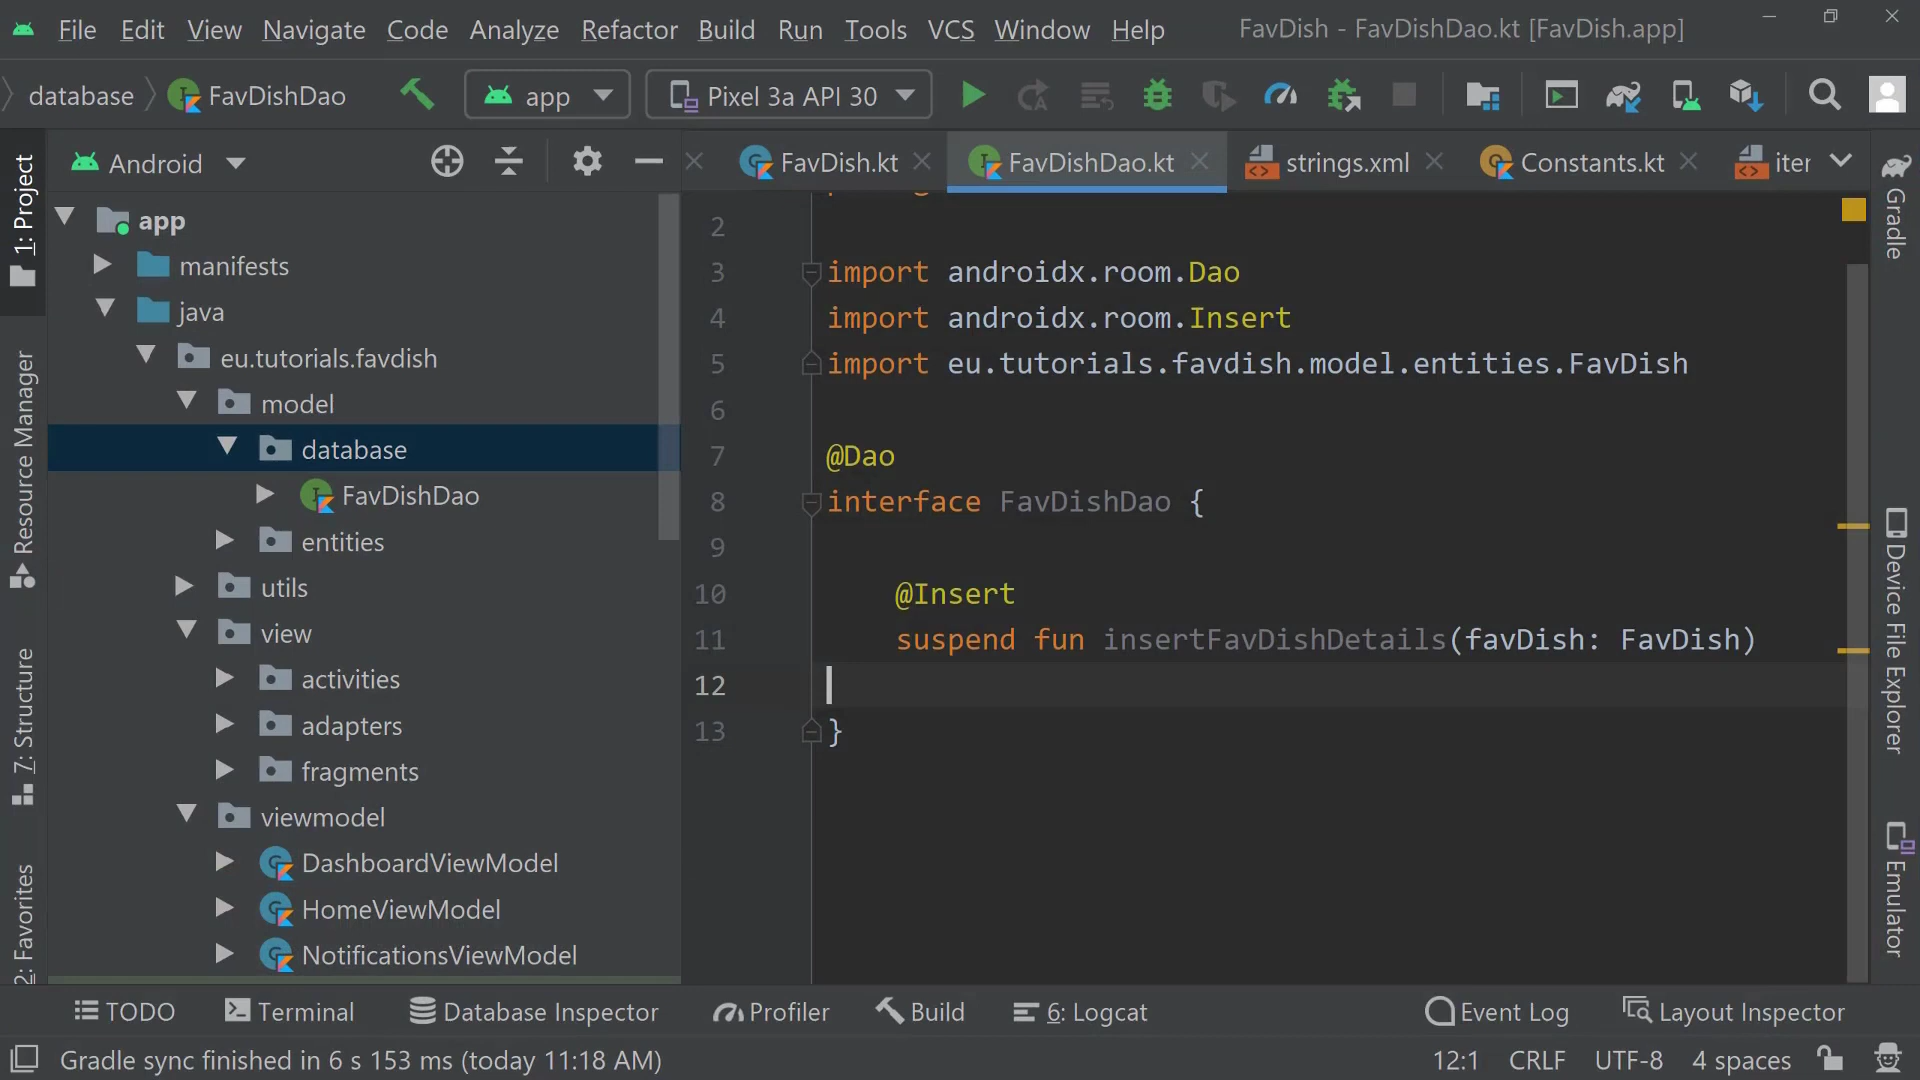 File Edit View Navigate Code Analyze Refactor Build Run Tools VCS Window Help FavDish - FavDishDao.kt [FavDish.app]
database FavDishDao app Pixel 3a API 30
Android FavDish.kt FavDishDao.kt strings.xml Constants.kt iter
1: Project
Resource Manager
7: Structure
2: Favorites
app
manifests
java
eu.tutorials.favdish
model
database
FavDishDao
entities
utils
view
activities
adapters
fragments
viewmodel
DashboardViewModel
HomeViewModel
NotificationsViewModel
2
3 import androidx.room.Dao
4 import androidx.room.Insert
5 import eu.tutorials.favdish.model.entities.FavDish
6
7 @Dao
8 interface FavDishDao {
9
10 @Insert
11 suspend fun insertFavDishDetails(favDish: FavDish)
12
13 }
Gradle
Device File Explorer
Emulator
TODO Terminal Database Inspector Profiler Build 6: Logcat Event Log Layout Inspector
Gradle sync finished in 6 s 153 ms (today 11:18 AM) 12:1 CRLF UTF-8 4 spaces